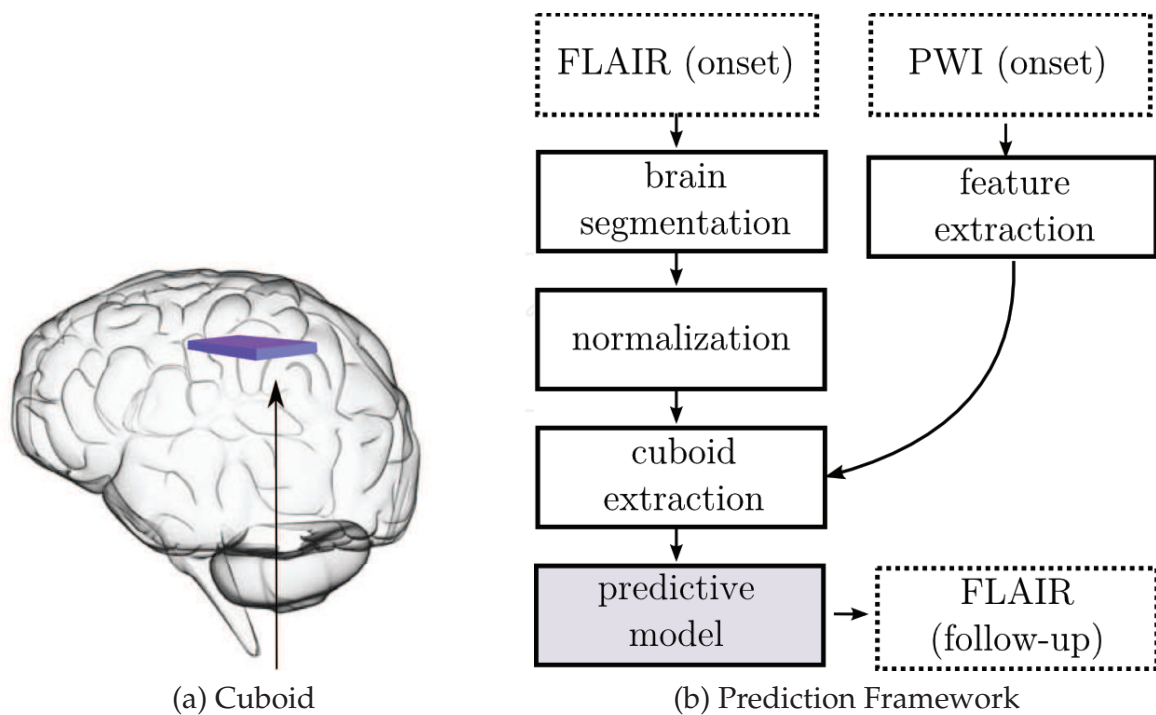 FLAIR (onset)
PWI (onset)
brain
segmentation
feature
extraction
normalization
cuboid
extraction
predictive
model
FLAIR
(follow-up)
(a) Cuboid
(b) Prediction Framework